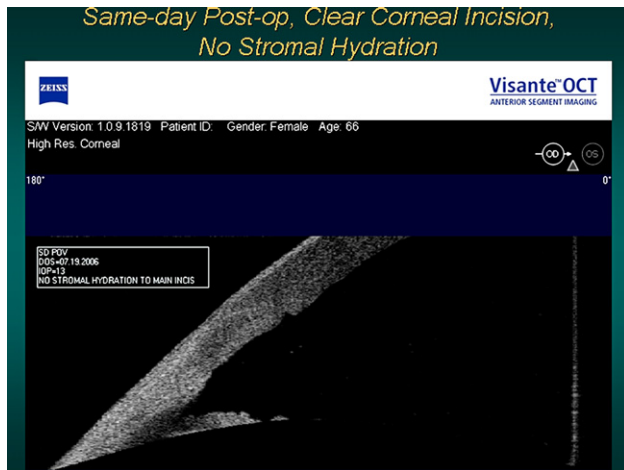 Same-day Post-op, Clear Corneal Incision,
No Stromal Hydration
ZEISS
Visante™ OCT
ANTERIOR SEGMENT IMAGING
S/W Version: 1.0.9.1819 Patient ID: Gender: Female Age: 66
High Res. Corneal
OD OS
180° 0°
SD POV
DOS=07.19.2006
IOP=13
NO STROMAL HYDRATION TO MAIN INCIS